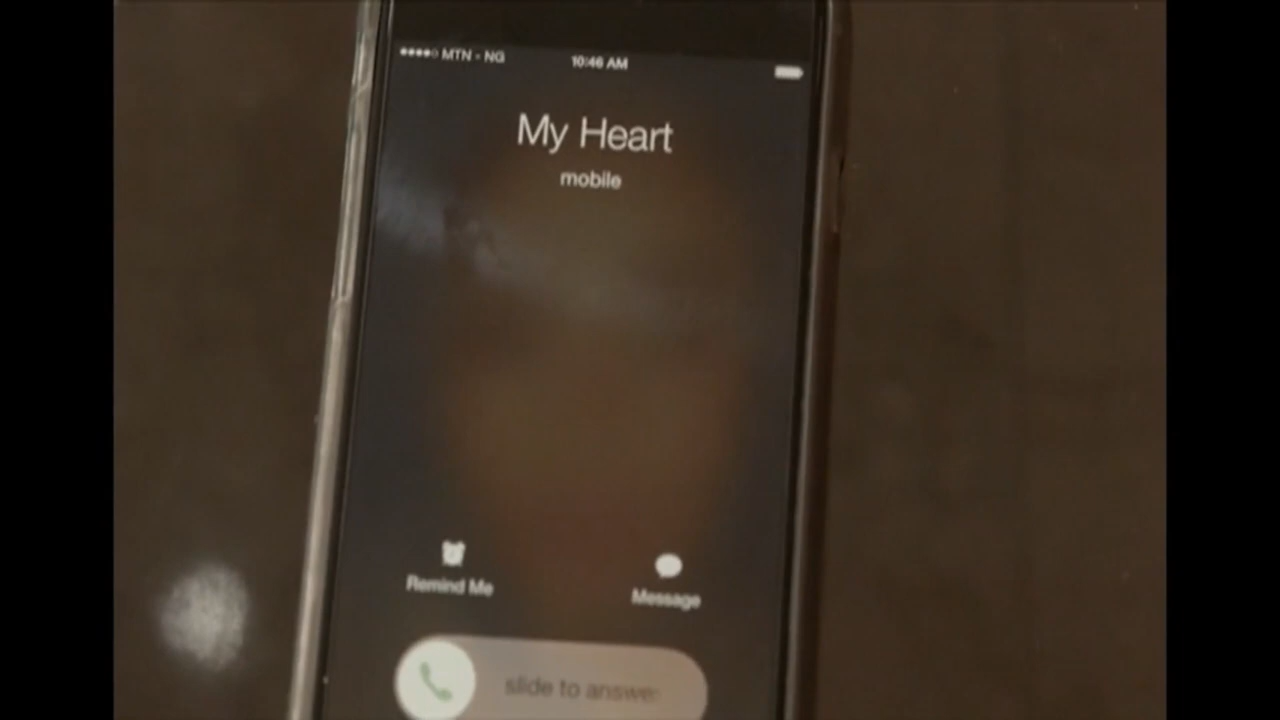 MTN - NG 10:46 AM
My Heart
mobile
Remind Me Message
slide to answer